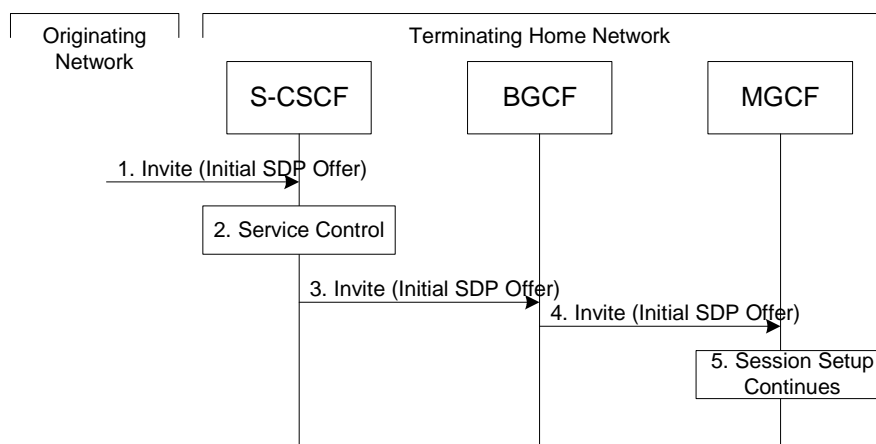 Originating
Network
Terminating Home Network
S-CSCF
BGCF
MGCF
1. Invite (Initial SDP Offer)
2. Service Control
3. Invite (Initial SDP Offer)
4. Invite (Initial SDP Offer)
5. Session Setup
Continues